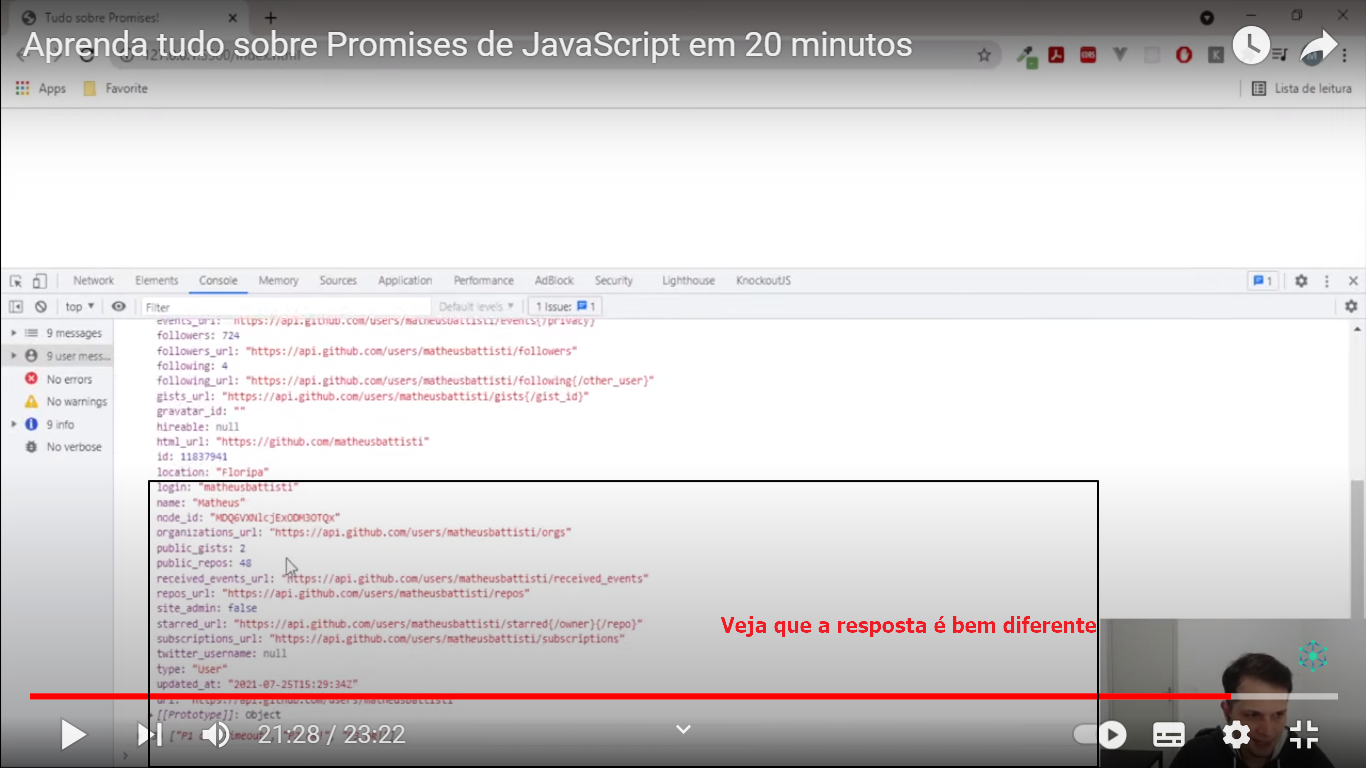 Tudo sobre Promises!
Aprenda tudo sobre Promises de JavaScript em 20 minutos
Apps
Favorite
Lista de leitura
Network Elements Console Memory Sources Application Performance AdBlock Security Lighthouse KnockoutJS 1
top Filter Default levels 1 Issue: 1
9 messages
9 user mess...
No errors
No warnings
9 info
No verbose
events_url: "https://api.github.com/users/matheusbattisti/events{/privacy}"
followers: 724
followers_url: "https://api.github.com/users/matheusbattisti/followers"
following: 4
following_url: "https://api.github.com/users/matheusbattisti/following{/other_user}"
gists_url: "https://api.github.com/users/matheusbattisti/gists{/gist_id}"
gravatar_id: ""
hireable: null
html_url: "https://github.com/matheusbattisti"
id: 11837941
location: "Floripa"
login: "matheusbattisti"
name: "Matheus"
node_id: "MDQ6VXNlcjExODM3OTQx"
organizations_url: "https://api.github.com/users/matheusbattisti/orgs"
public_gists: 2
public_repos: 48
received_events_url: "https://api.github.com/users/matheusbattisti/received_events"
repos_url: "https://api.github.com/users/matheusbattisti/repos"
site_admin: false
starred_url: "https://api.github.com/users/matheusbattisti/starred{/owner}{/repo}"
subscriptions_url: "https://api.github.com/users/matheusbattisti/subscriptions"
twitter_username: null
type: "User"
updated_at: "2021-07-25T15:29:34Z"
url: "https://api.github.com/users/matheusbattisti"
[[Prototype]]: Object
Veja que a resposta é bem diferente
21:28 / 23:22